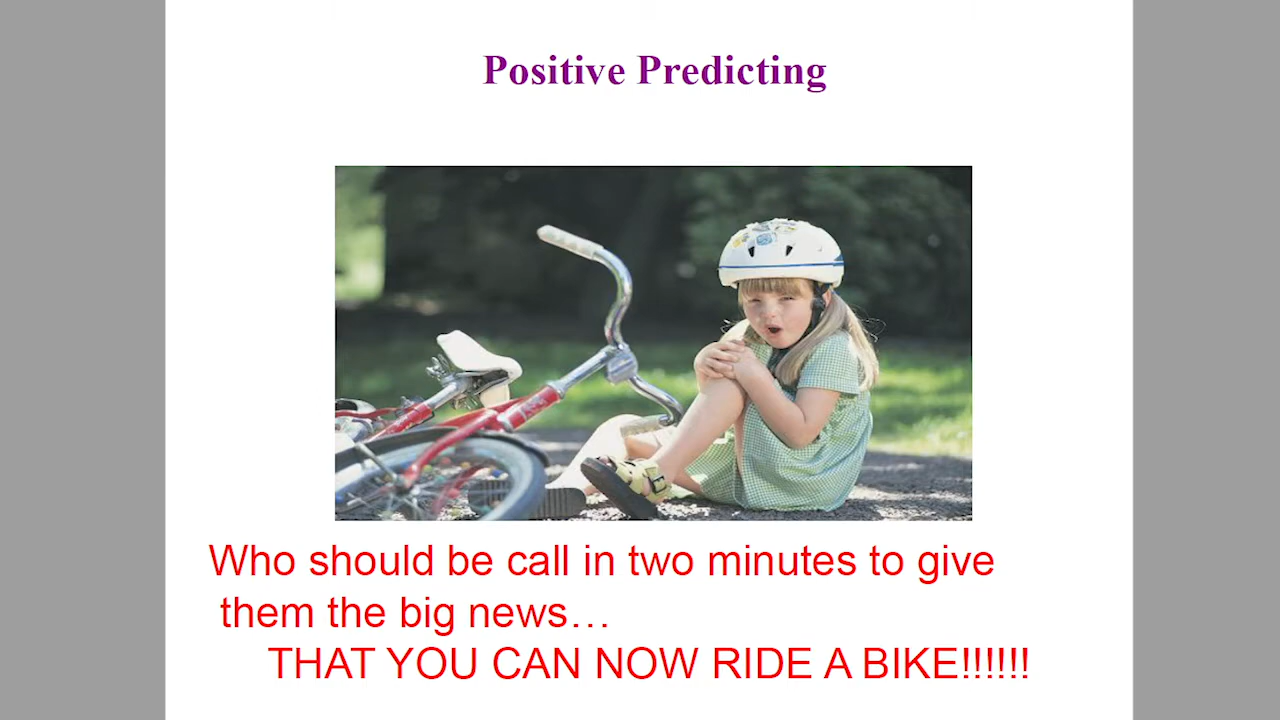 Positive Predicting
Who should be call in two minutes to give
them the big news…
THAT YOU CAN NOW RIDE A BIKE!!!!!!